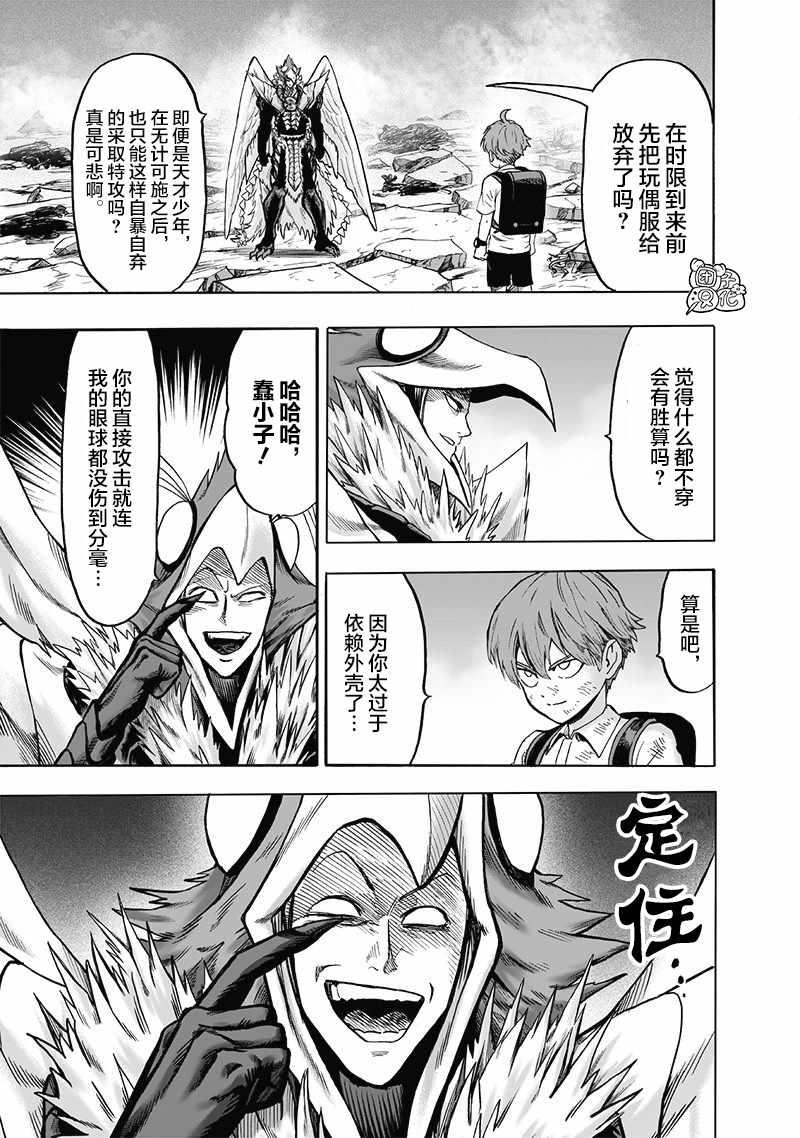 在时限到来前
先把玩偶服给
放弃了吗？
即便是天才少年，
在无计可施之后，
也只能这样自暴自弃
的采取特攻吗？
真是可悲啊。
觉得什么都不穿
会有胜算吗？
算是吧，
因为你太过于
依赖外壳了…
哈哈哈，
蠢小子！
你的直接攻击就连
我的眼球都没伤到分
毫…
定住…